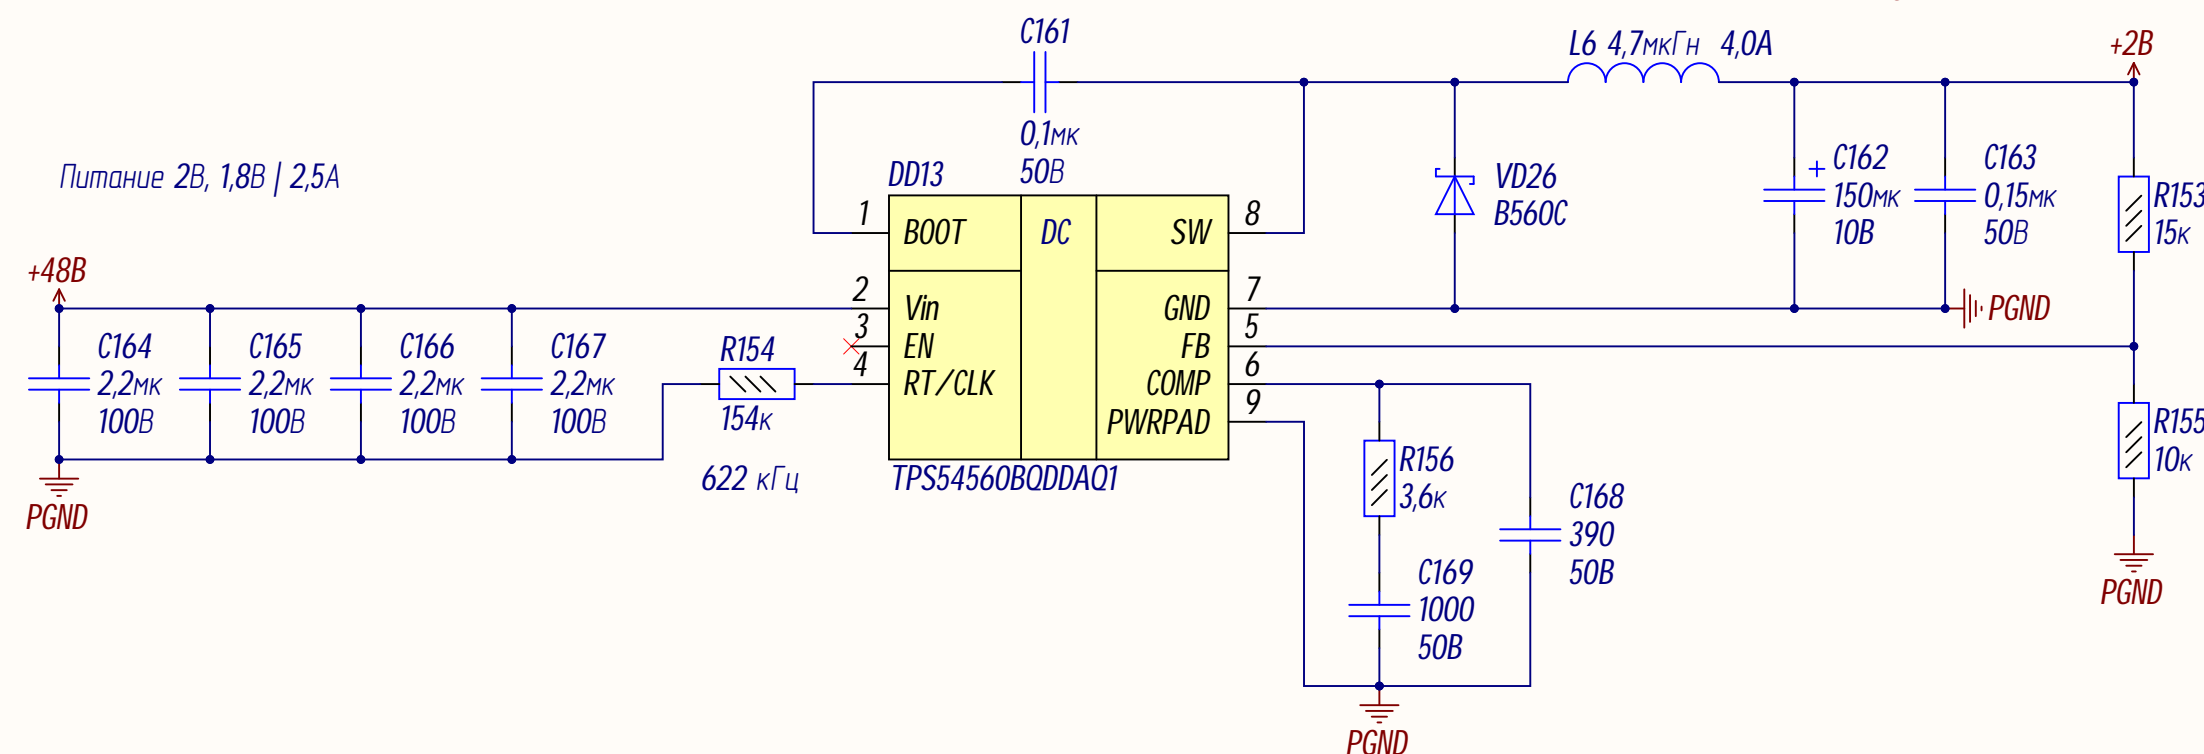 C161
0,1мк
50В
L6 4,7мкГн 4,0А
+2В
Питание 2В, 1,8В | 2,5А
DD13
1
BOOT
DC
SW
8
VD26
B560C
+
C162
150мк
10В
C163
0,15мк
50В
R153
15к
+48В
2
Vin
GND
7
PGND
3
EN
FB
5
4
RT/CLK
COMP
6
PWRPAD
9
C164
2,2мк
100В
C165
2,2мк
100В
C166
2,2мк
100В
C167
2,2мк
100В
R154
154к
622 кГц
TPS54560BQDDAQ1
PGND
R156
3,6к
C168
390
50В
C169
1000
50В
PGND
R155
10к
PGND